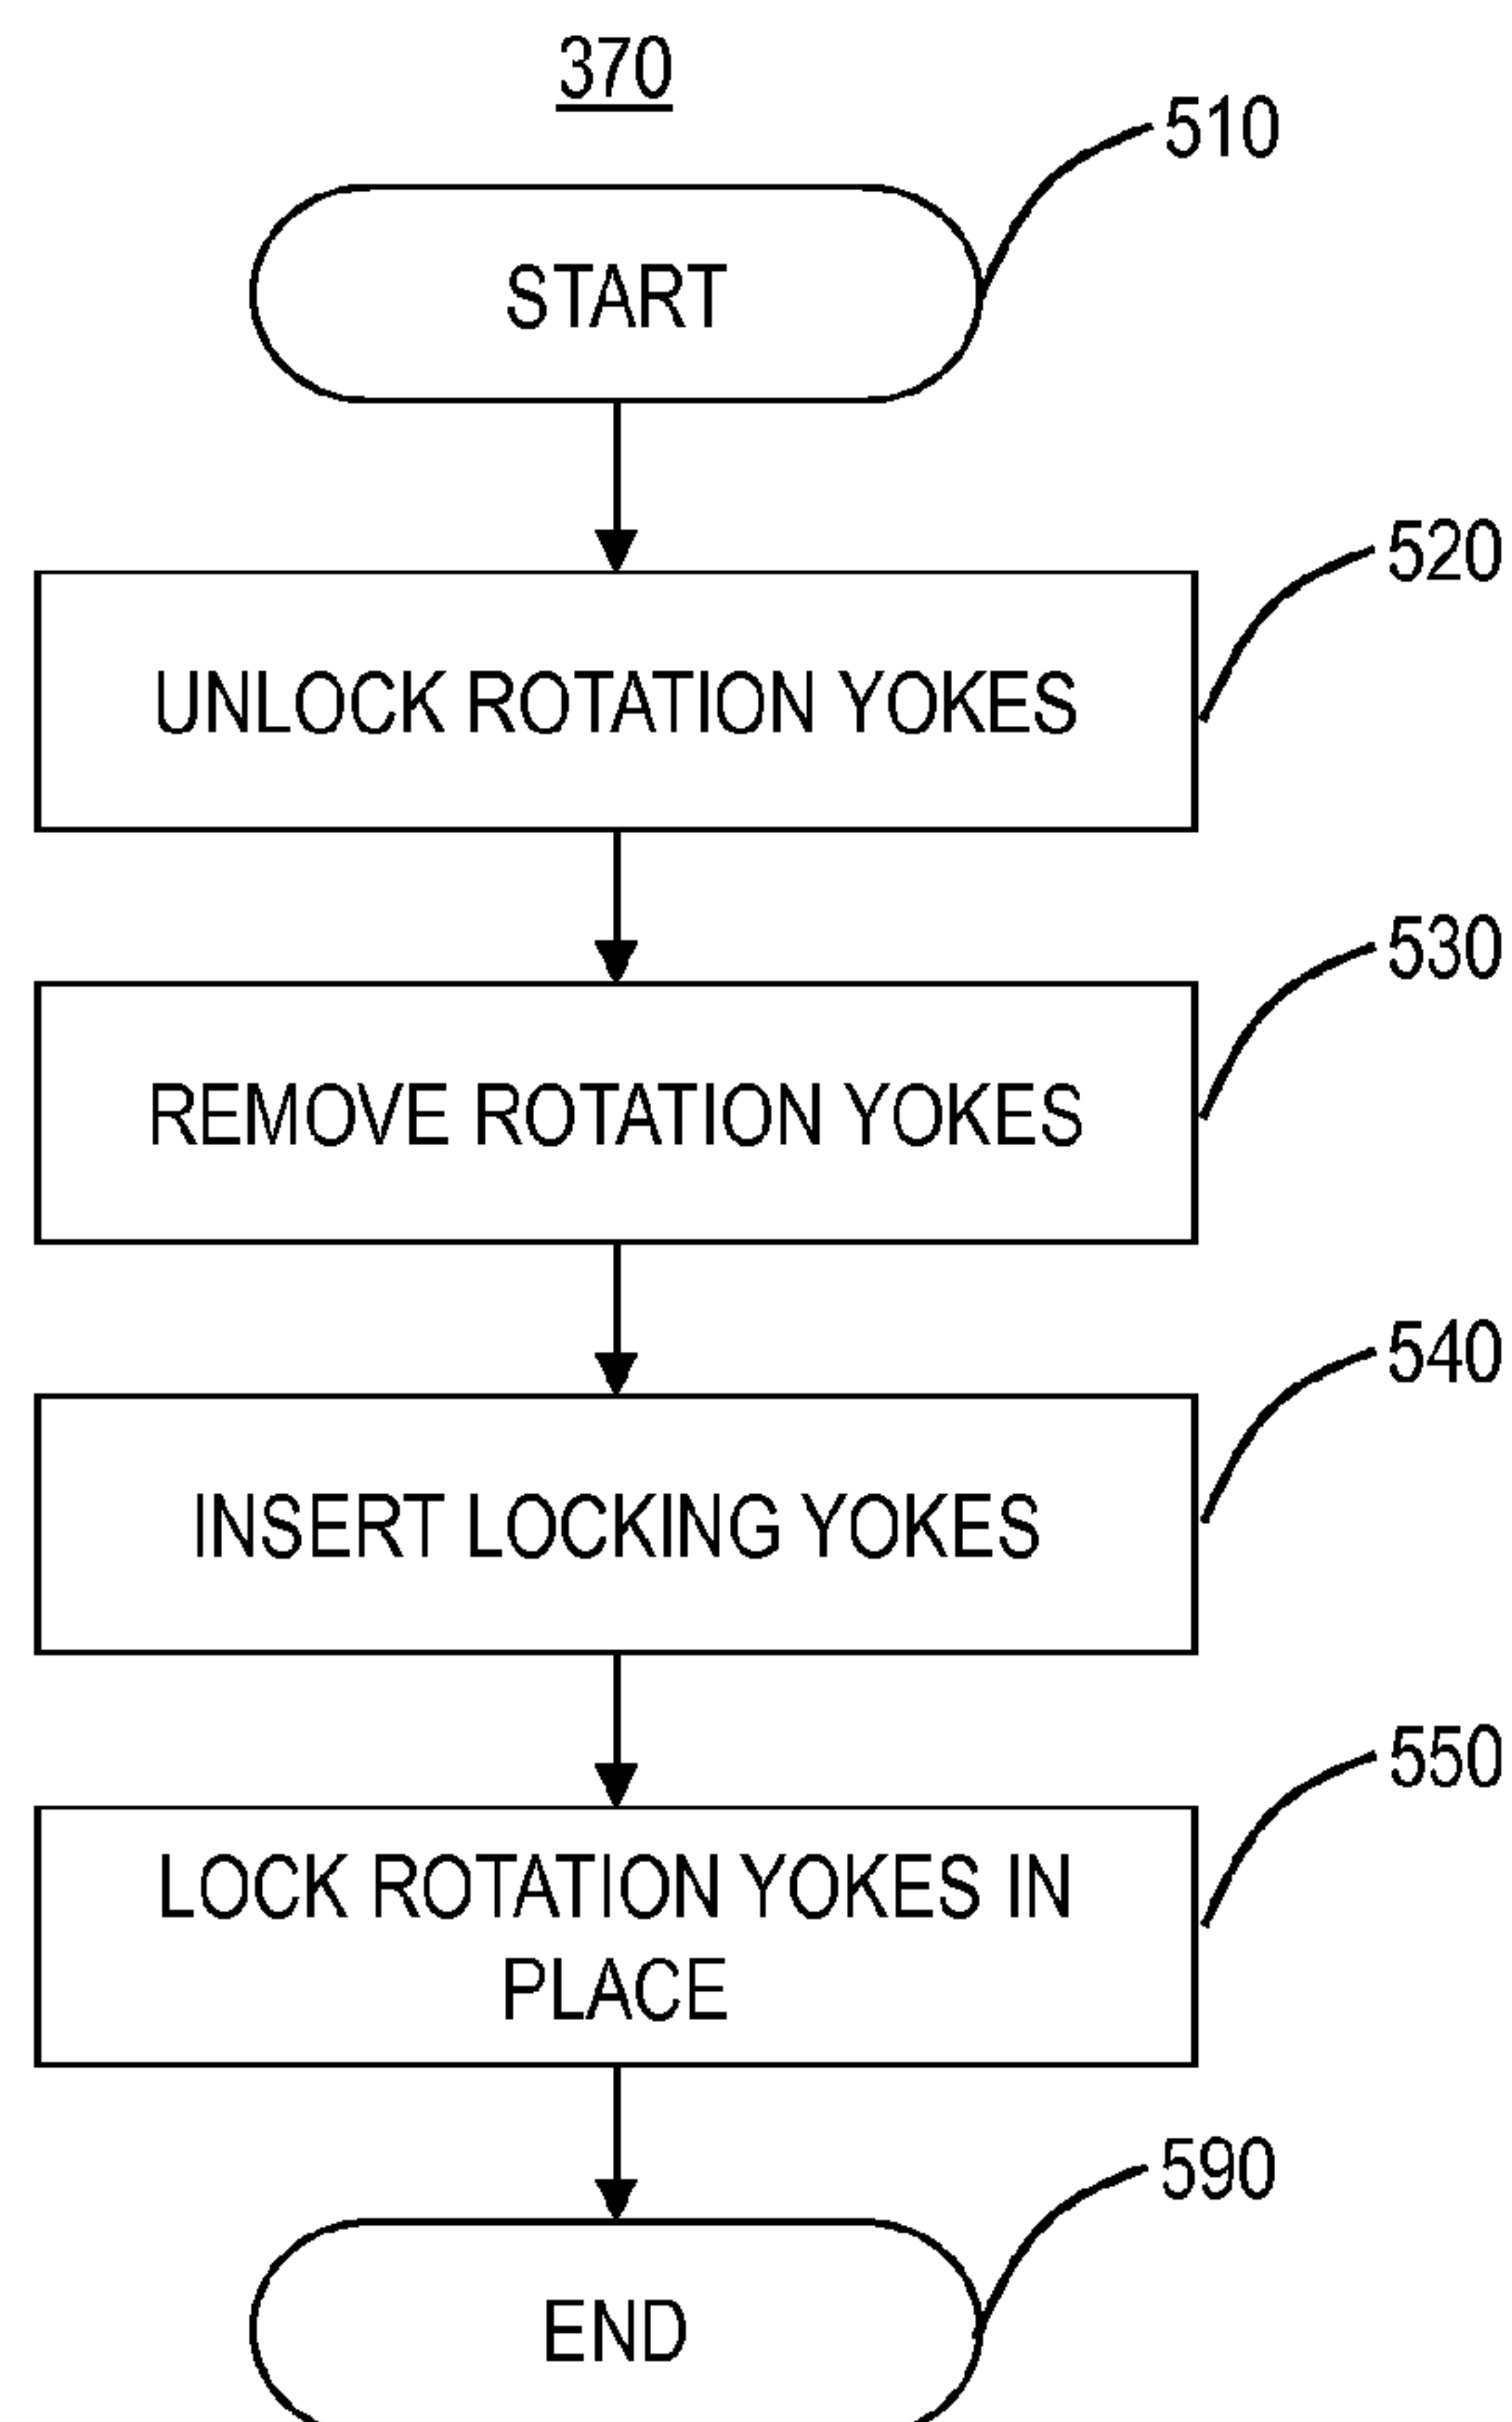 370
510
START
520
UNLOCK ROTATION YOKES
530
REMOVE ROTATION YOKES
540
INSERT LOCKING YOKES
550
LOCK ROTATION YOKES IN
PLACE
590
END